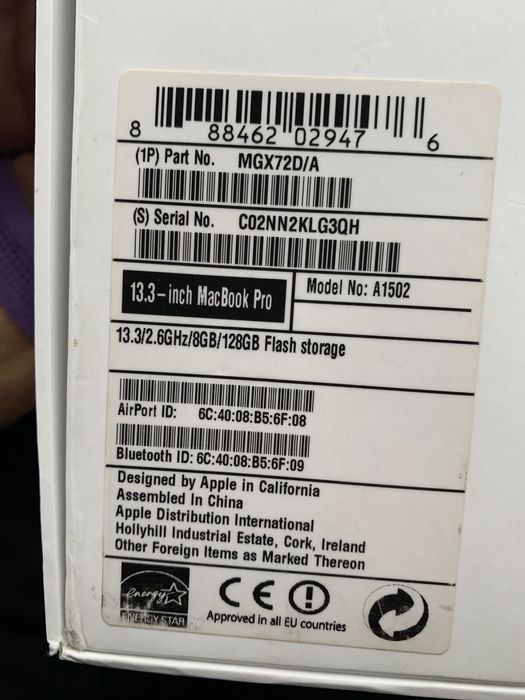 8 88462 02947 6
(1P) Part No. MGX72D/A
(S) Serial No. C02NN2KLG3QH
13.3-inch MacBook Pro
Model No: A1502
13.3/2.6GHz/8GB/128GB Flash storage
AirPort ID: 6C:40:08:B5:6F:08
Bluetooth ID: 6C:40:08:B5:6F:09
Designed by Apple in California
Assembled In China
Apple Distribution International
Hollyhill Industrial Estate, Cork, Ireland
Other Foreign Items as Marked Thereon
energy
ENERGY STAR
CE
Approved in all EU countries